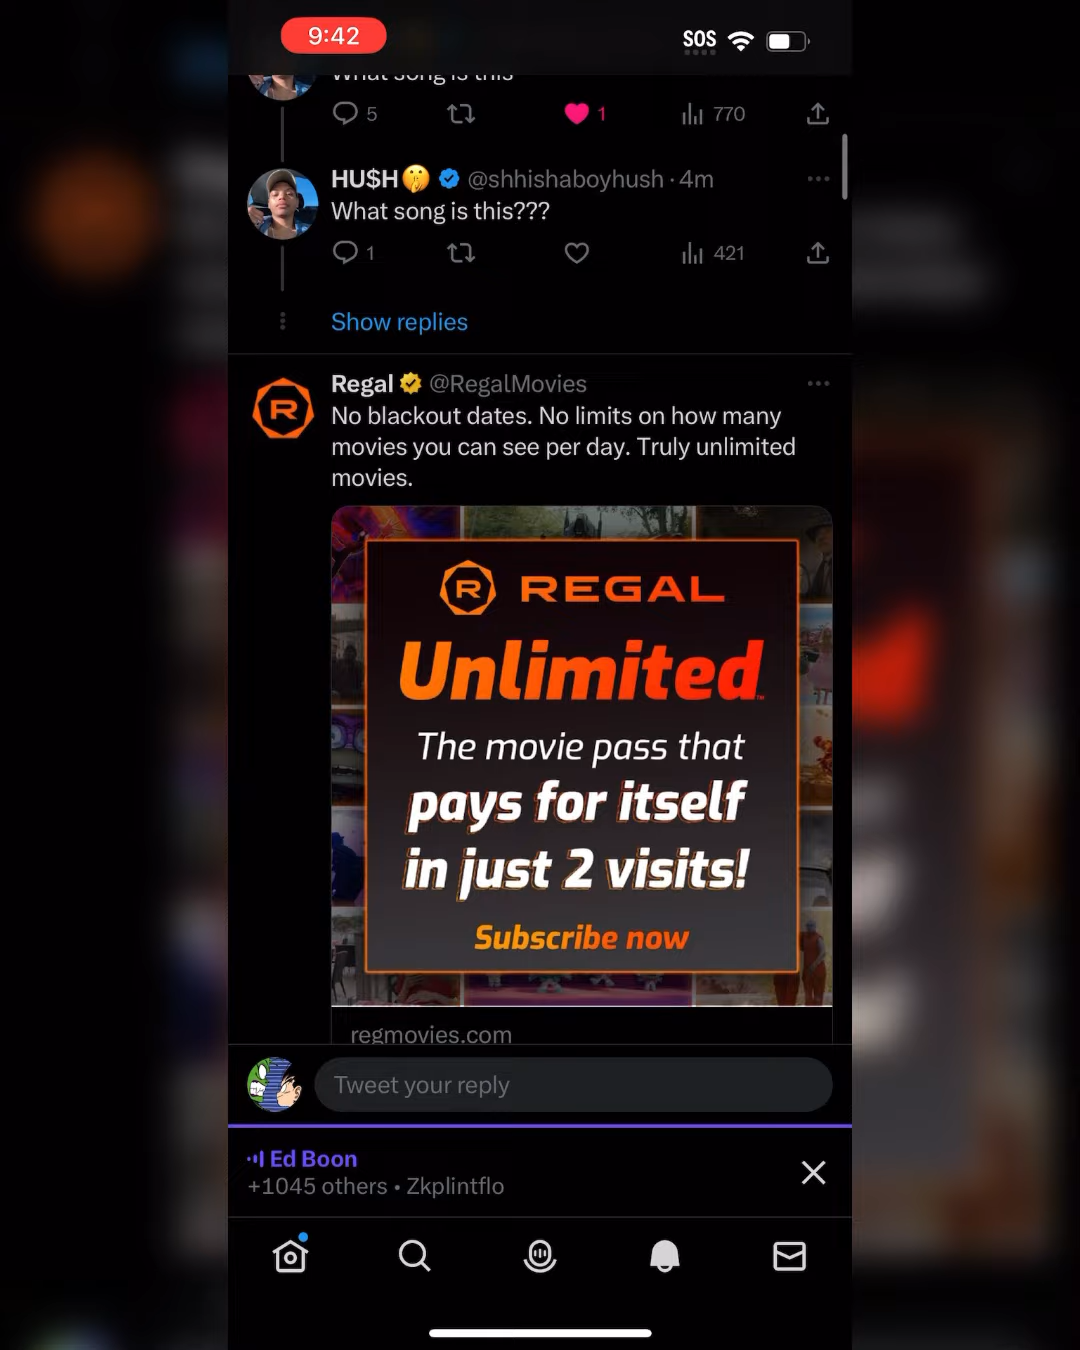 9:42
SOS
What song is this
5
1
770
HU$H🤫 @shhishaboyhush · 4m
What song is this???
1
421
Show replies
Regal @RegalMovies
No blackout dates. No limits on how many
movies you can see per day. Truly unlimited
movies.
R REGAL
Unlimited™
The movie pass that
pays for itself
in just 2 visits!
Subscribe now
regmovies.com
Tweet your reply
Ed Boon
+1045 others • Zkplintflo